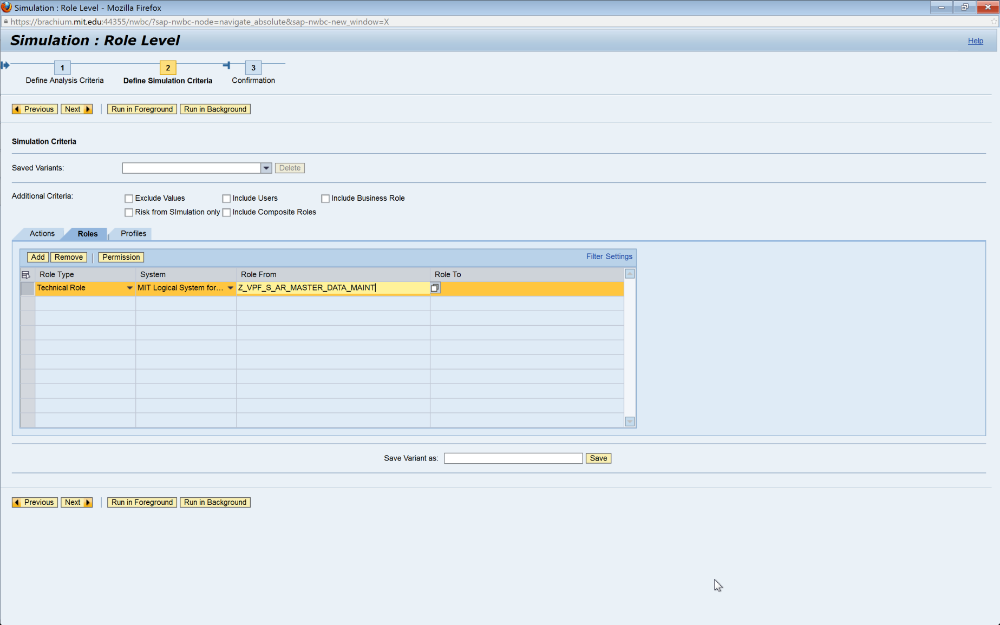 Simulation : Role Level - Mozilla Firefox
https://brachium.mit.edu:44355/nwbc/?sap-nwbc-node=navigate_absolute&sap-nwbc-new_window=X
Simulation : Role Level Help
1 2 3
Define Analysis Criteria Define Simulation Criteria Confirmation
Previous Next Run in Foreground Run in Background
Simulation Criteria
Saved Variants: Delete
Additional Criteria: Exclude Values Include Users Include Business Role
Risk from SImulation only Include Composite Roles
Actions Roles Profiles
Add Remove Permission Filter Settings
Role Type System Role From Role To
Technical Role MIT Logical System for... Z_VPF_S_AR_MASTER_DATA_MAINT
Save Variant as: Save
Previous Next Run in Foreground Run in Background